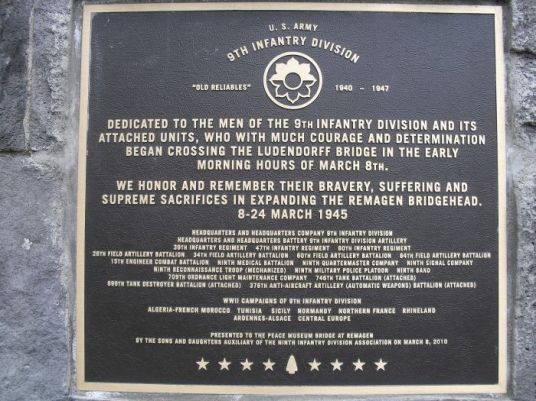 U. S. ARMY
9TH INFANTRY DIVISION
"OLD RELIABLES" 1940 - 1947
DEDICATED TO THE MEN OF THE 9TH INFANTRY DIVISION AND ITS
ATTACHED UNITS, WHO WITH MUCH COURAGE AND DETERMINATION
BEGAN CROSSING THE LUDENDORFF BRIDGE IN THE EARLY
MORNING HOURS OF MARCH 8TH.
WE HONOR AND REMEMBER THEIR BRAVERY, SUFFERING AND
SUPREME SACRIFICES IN EXPANDING THE REMAGEN BRIDGEHEAD.
8-24 MARCH 1945
HEADQUARTERS AND HEADQUARTERS COMPANY 9TH INFANTRY DIVISION
HEADQUARTERS AND HEADQUARTERS BATTERY 9TH INFANTRY DIVISION ARTILLERY
39TH INFANTRY REGIMENT 47TH INFANTRY REGIMENT 60TH INFANTRY REGIMENT
26TH FIELD ARTILLERY BATTALION 34TH FIELD ARTILLERY BATTALION 60TH FIELD ARTILLERY BATTALION 84TH FIELD ARTILLERY BATTALION
15TH ENGINEER COMBAT BATTALION NINTH MEDICAL BATTALION NINTH QUARTERMASTER COMPANY NINTH SIGNAL COMPANY
NINTH RECONNAISSANCE TROOP (MECHANIZED) NINTH MILITARY POLICE PLATOON NINTH BAND
709TH ORDNANCE LIGHT MAINTENANCE COMPANY 746TH TANK BATTALION (ATTACHED)
899TH TANK DESTROYER BATTALION (ATTACHED) 376TH ANTI-AIRCRAFT ARTILLERY (AUTOMATIC WEAPONS) BATTALION (ATTACHED)
WWII CAMPAIGNS OF 9TH INFANTRY DIVISION
ALGERIA-FRENCH MOROCCO TUNISIA SICILY NORMANDY NORTHERN FRANCE RHINELAND
ARDENNES-ALSACE CENTRAL EUROPE
PRESENTED TO THE PEACE MUSEUM BRIDGE AT REMAGEN
BY THE SONS AND DAUGHTERS AUXILIARY OF THE NINTH INFANTRY DIVISION ASSOCIATION ON MARCH 8, 2010